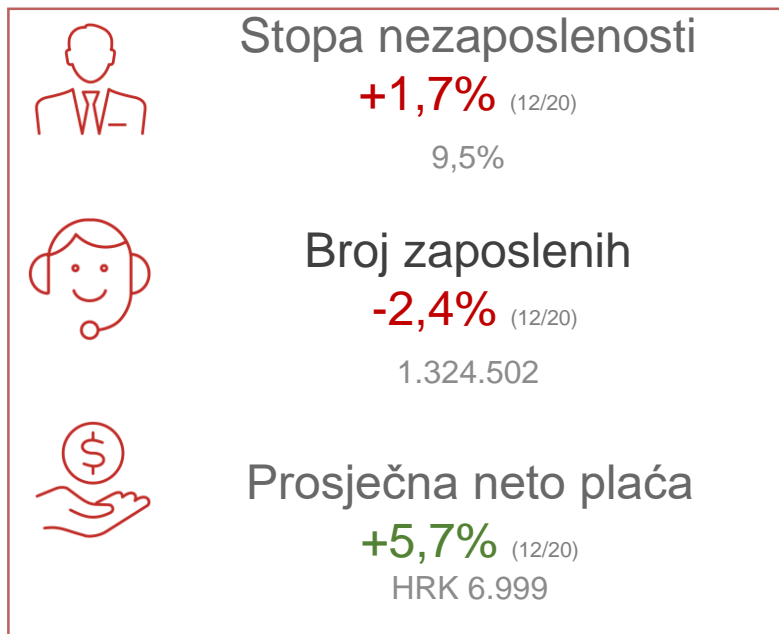 Stopa nezaposlenosti
+1,7% (12/20)
9,5%
Broj zaposlenih
-2,4% (12/20)
1.324.502
$
Prosječna neto plaća
+5,7% (12/20)
HRK 6.999